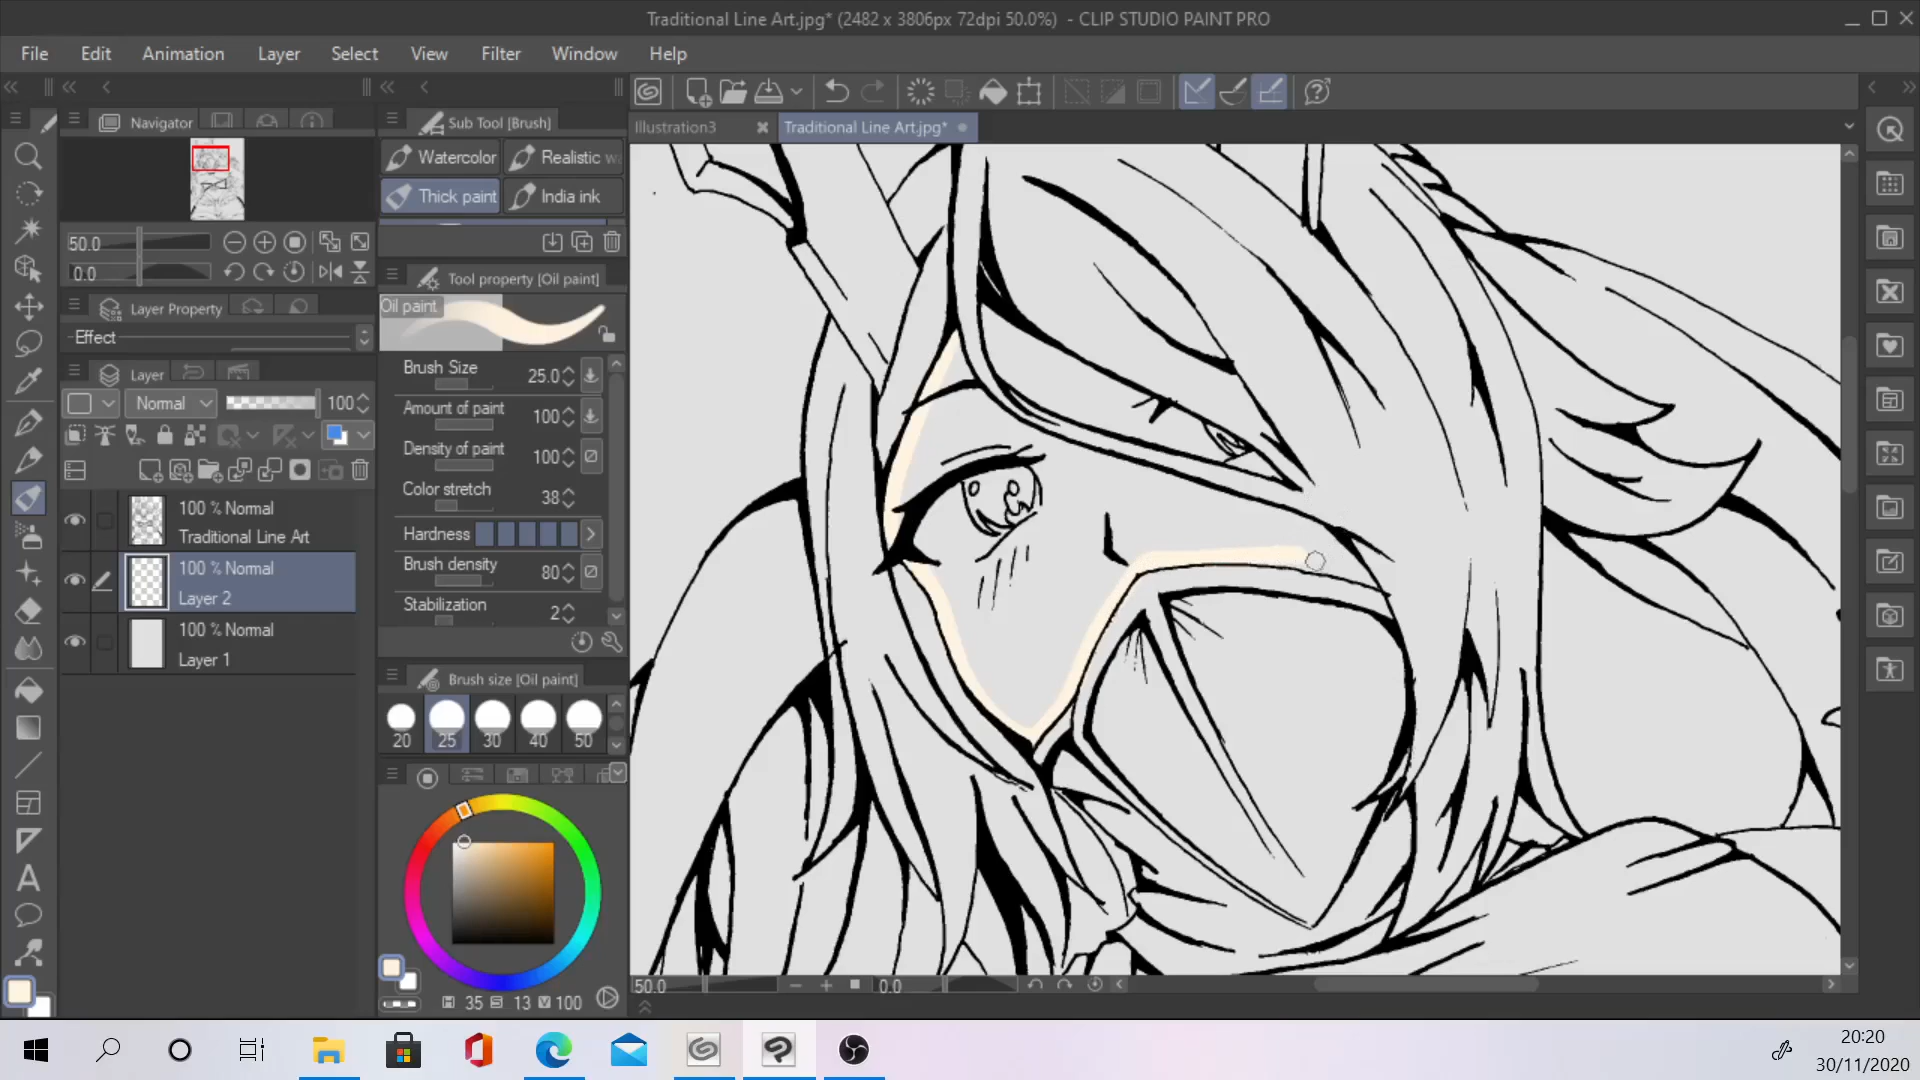 Traditional Line Art.jpg* (2482 x 3806px 72dpi 50.0%) - CLIP STUDIO PAINT PRO
File Edit Animation Layer Select View Filter Window Help
Navigator
Sub Tool [Brush]
Illustration3
Traditional Line Art.jpg*
Watercolor
Realistic w
Thick paint
India ink
50.0
0.0
Tool property [Oil paint]
Oil paint
Layer Property
Effect
Brush Size 25.0
Amount of paint 100
Density of paint 100
Color stretch 38
Hardness
Brush density 80
Stabilization 2
Layer
Normal 100
100 % Normal
Traditional Line Art
100 % Normal
Layer 2
100 % Normal
Layer 1
Brush size [Oil paint]
20 25 30 40 50
H 35 S 13 V 100
50.0 0.0
A
20:20
30/11/2020